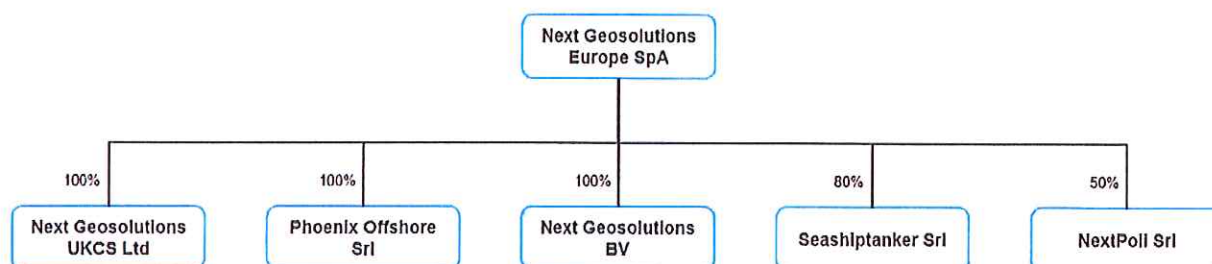 Next Geosolutions
Europe SpA
100%
100%
100%
80%
50%
Next Geosolutions
UKCS Ltd
Phoenix Offshore
Srl
Next Geosolutions
BV
Seashiptanker Srl
NextPoli Srl